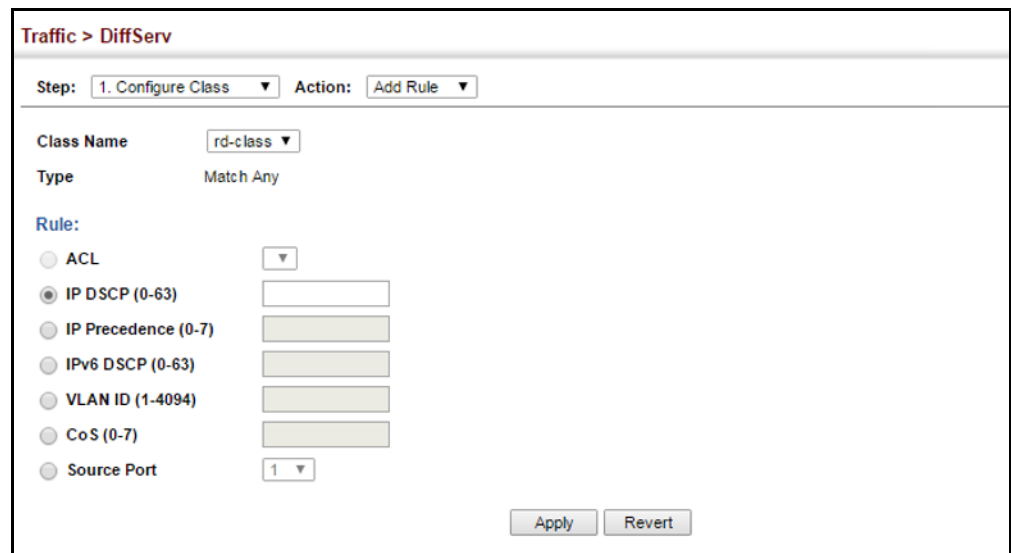 Traffic > DiffServ
Step: 1. Configure Class Action: Add Rule
Class Name rd-class
Type Match Any
Rule:
ACL
IP DSCP (0-63)
IP Precedence (0-7)
IPv6 DSCP (0-63)
VLAN ID (1-4094)
CoS (0-7)
Source Port 1
Apply Revert